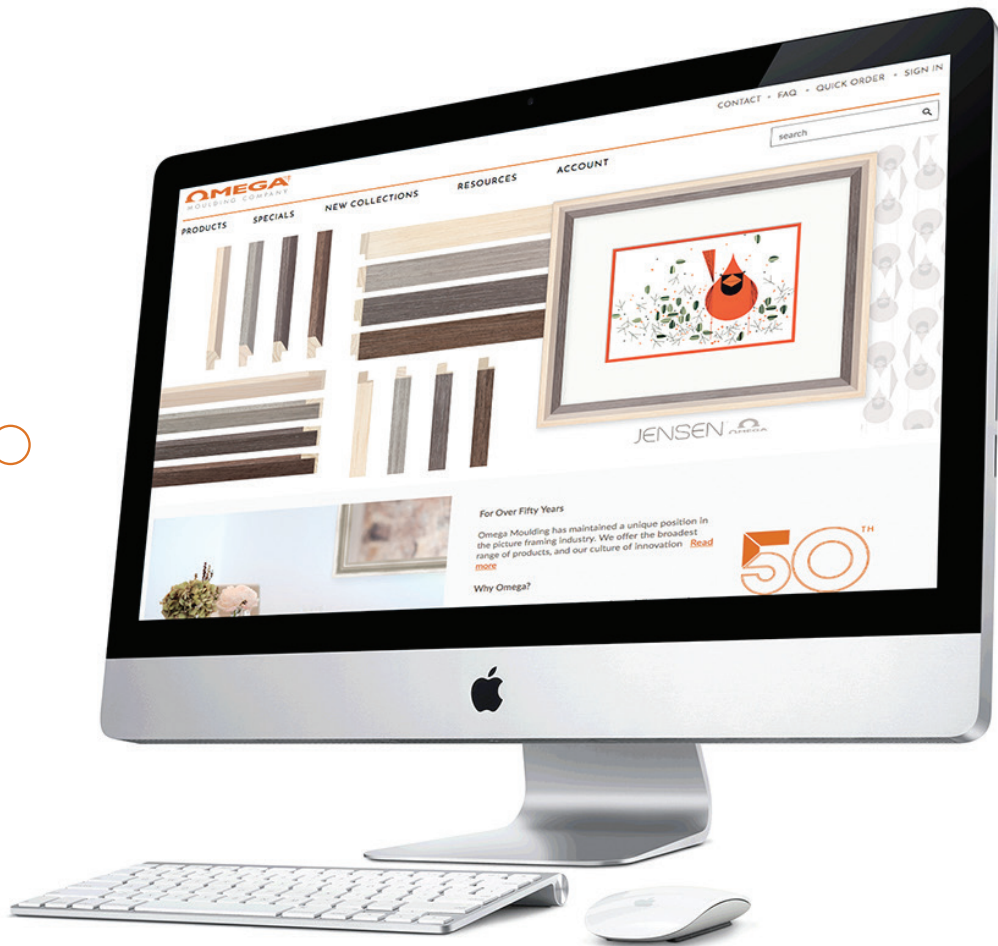 CONTACT • FAQ • QUICK ORDER • SIGN IN
search
OMEGA
MOULDING COMPANY
PRODUCTS SPECIALS NEW COLLECTIONS RESOURCES ACCOUNT
JENSEN OMEGA
For Over Fifty Years
Omega Moulding has maintained a unique position in
the picture framing industry. We offer the broadest
range of products, and our culture of innovation Read
more
50TH
Why Omega?